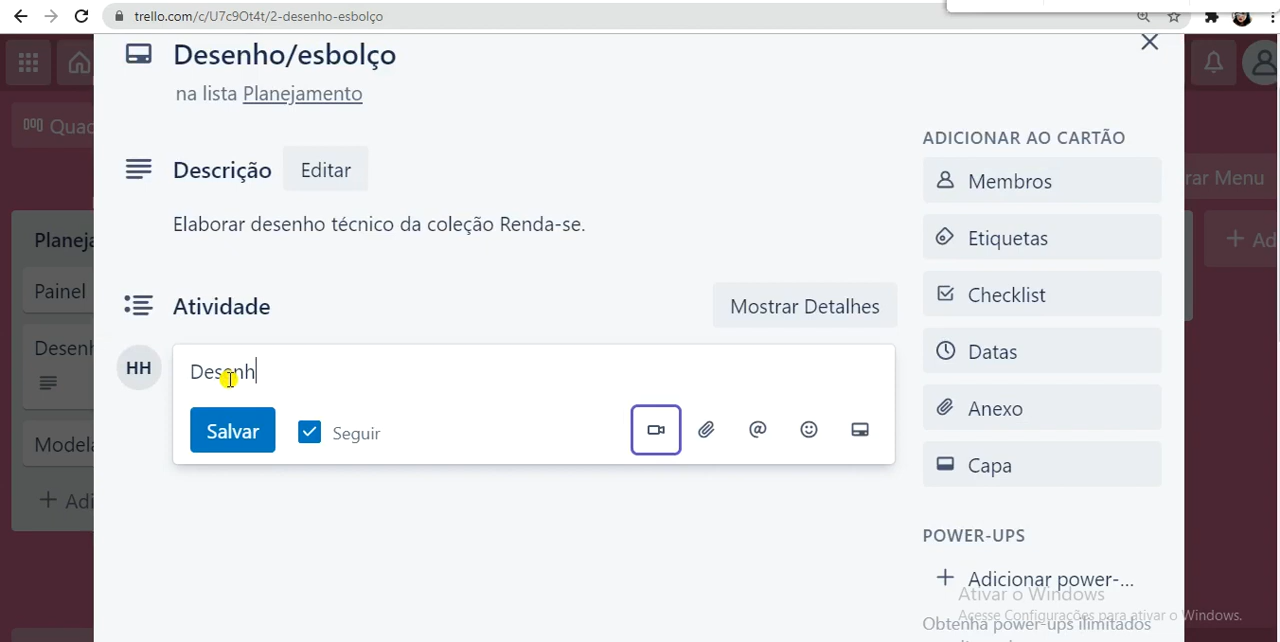 trello.com/c/U7c9Ot4t/2-desenho-esbolço
Desenho/esbolço
na lista Planejamento
Quad
rar Menu
Descrição Editar
Elaborar desenho técnico da coleção Renda-se.
Planeja
Painel
Desenh
Modela
Adi
Ad
Atividade Mostrar Detalhes
HH
Desenh
Salvar Seguir
ADICIONAR AO CARTÃO
Membros
Etiquetas
Checklist
Datas
Anexo
Capa
POWER-UPS
Adicionar power-...
Ativar o Windows
Acesse Configurações para ativar o Windows.
Obtenha power-ups ilimitados